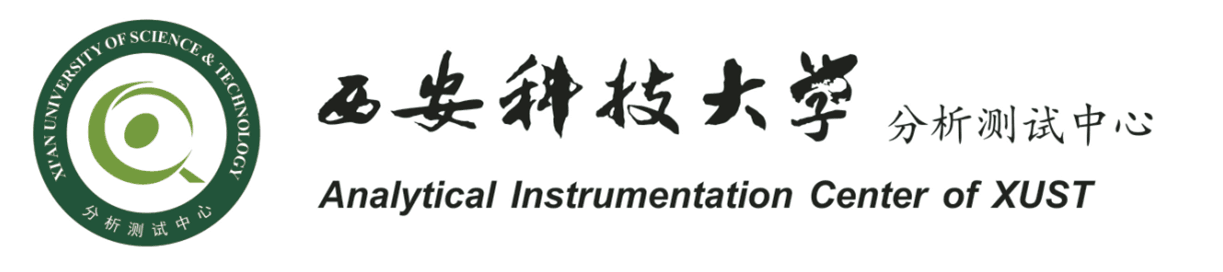 XI'AN UNIVERSITY OF SCIENCE & TECHNOLOGY
分析测试中心
西安科技大学 分析测试中心
Analytical Instrumentation Center of XUST